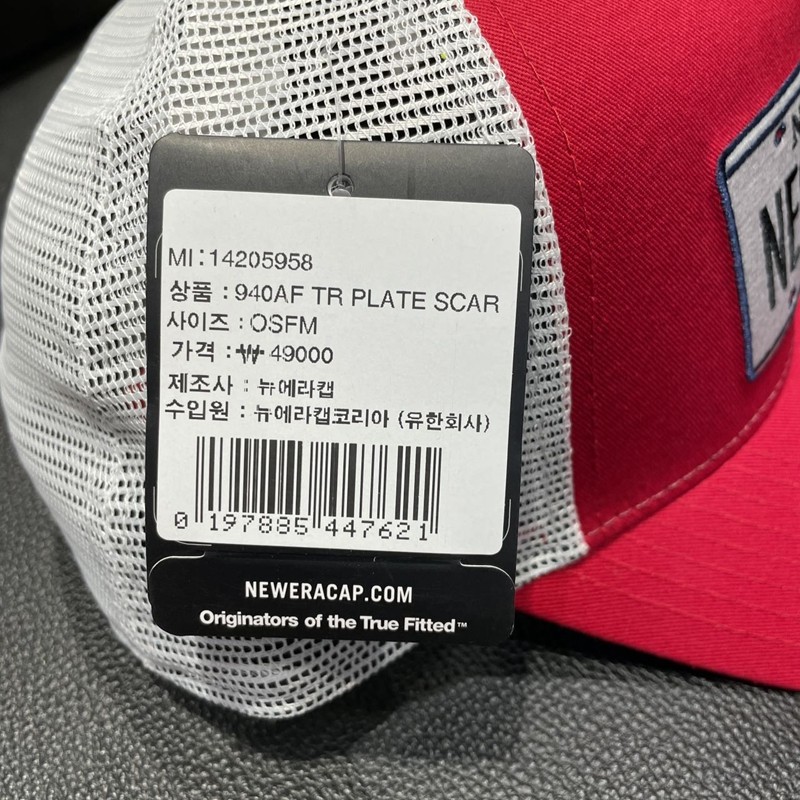 MI:14205958
상품 : 940AF TR PLATE SCAR
사이즈 : OSFM
가격 : ₩ 49000
제조사 : 뉴에라캡
수입원 : 뉴에라캡코리아 (유한회사)
0 197885 447621
NEWERACAP.COM
Originators of the True Fitted™
NE